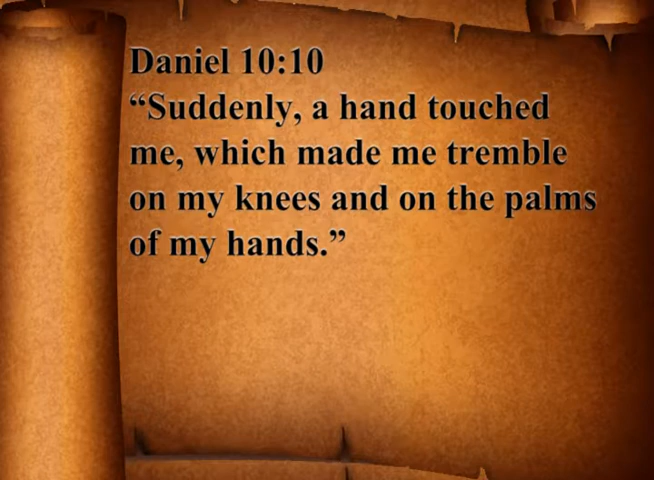 Daniel 10:10
“Suddenly, a hand touched
me, which made me tremble
on my knees and on the palms
of my hands.”